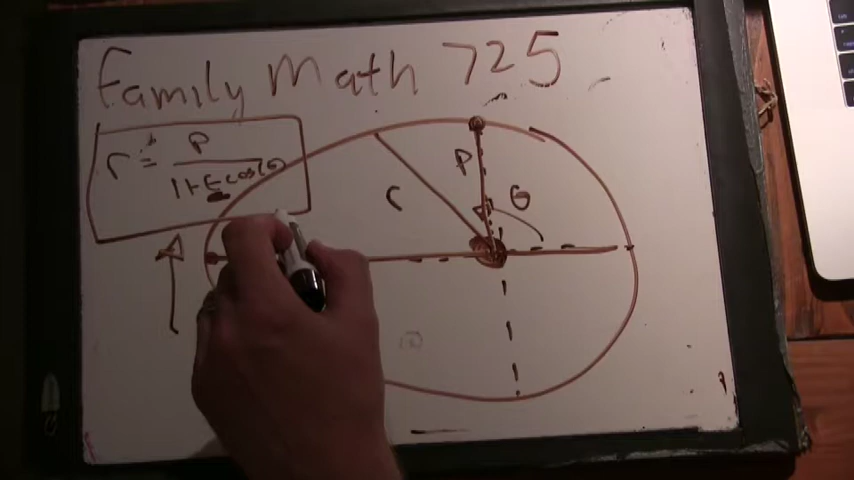 Family Math 725
r = P / 1+ε cos(θ)
P
r
θ